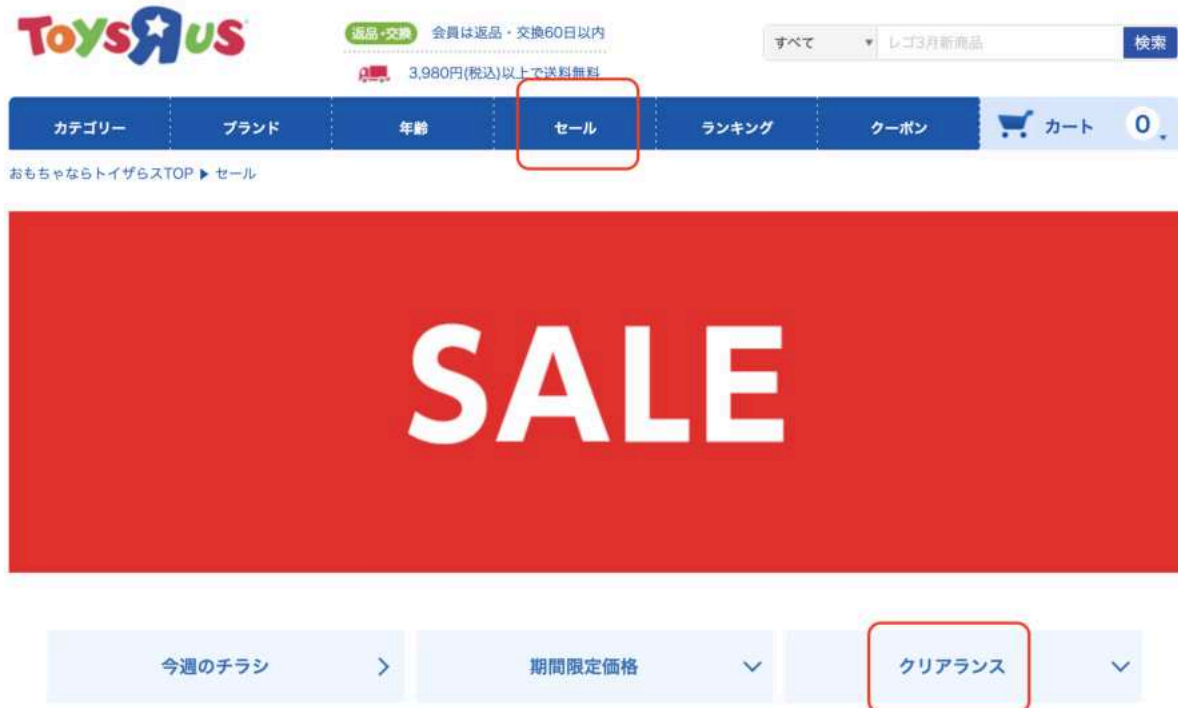 ToysЯus
返品・交換 会員は返品・交換60日以内
3,980円(税込)以上で送料無料
すべて レゴ3月新商品 検索
カテゴリー ブランド 年齢 セール ランキング クーポン カート 0
おもちゃならトイザらスTOP ▶ セール
SALE
今週のチラシ 期間限定価格 クリアランス